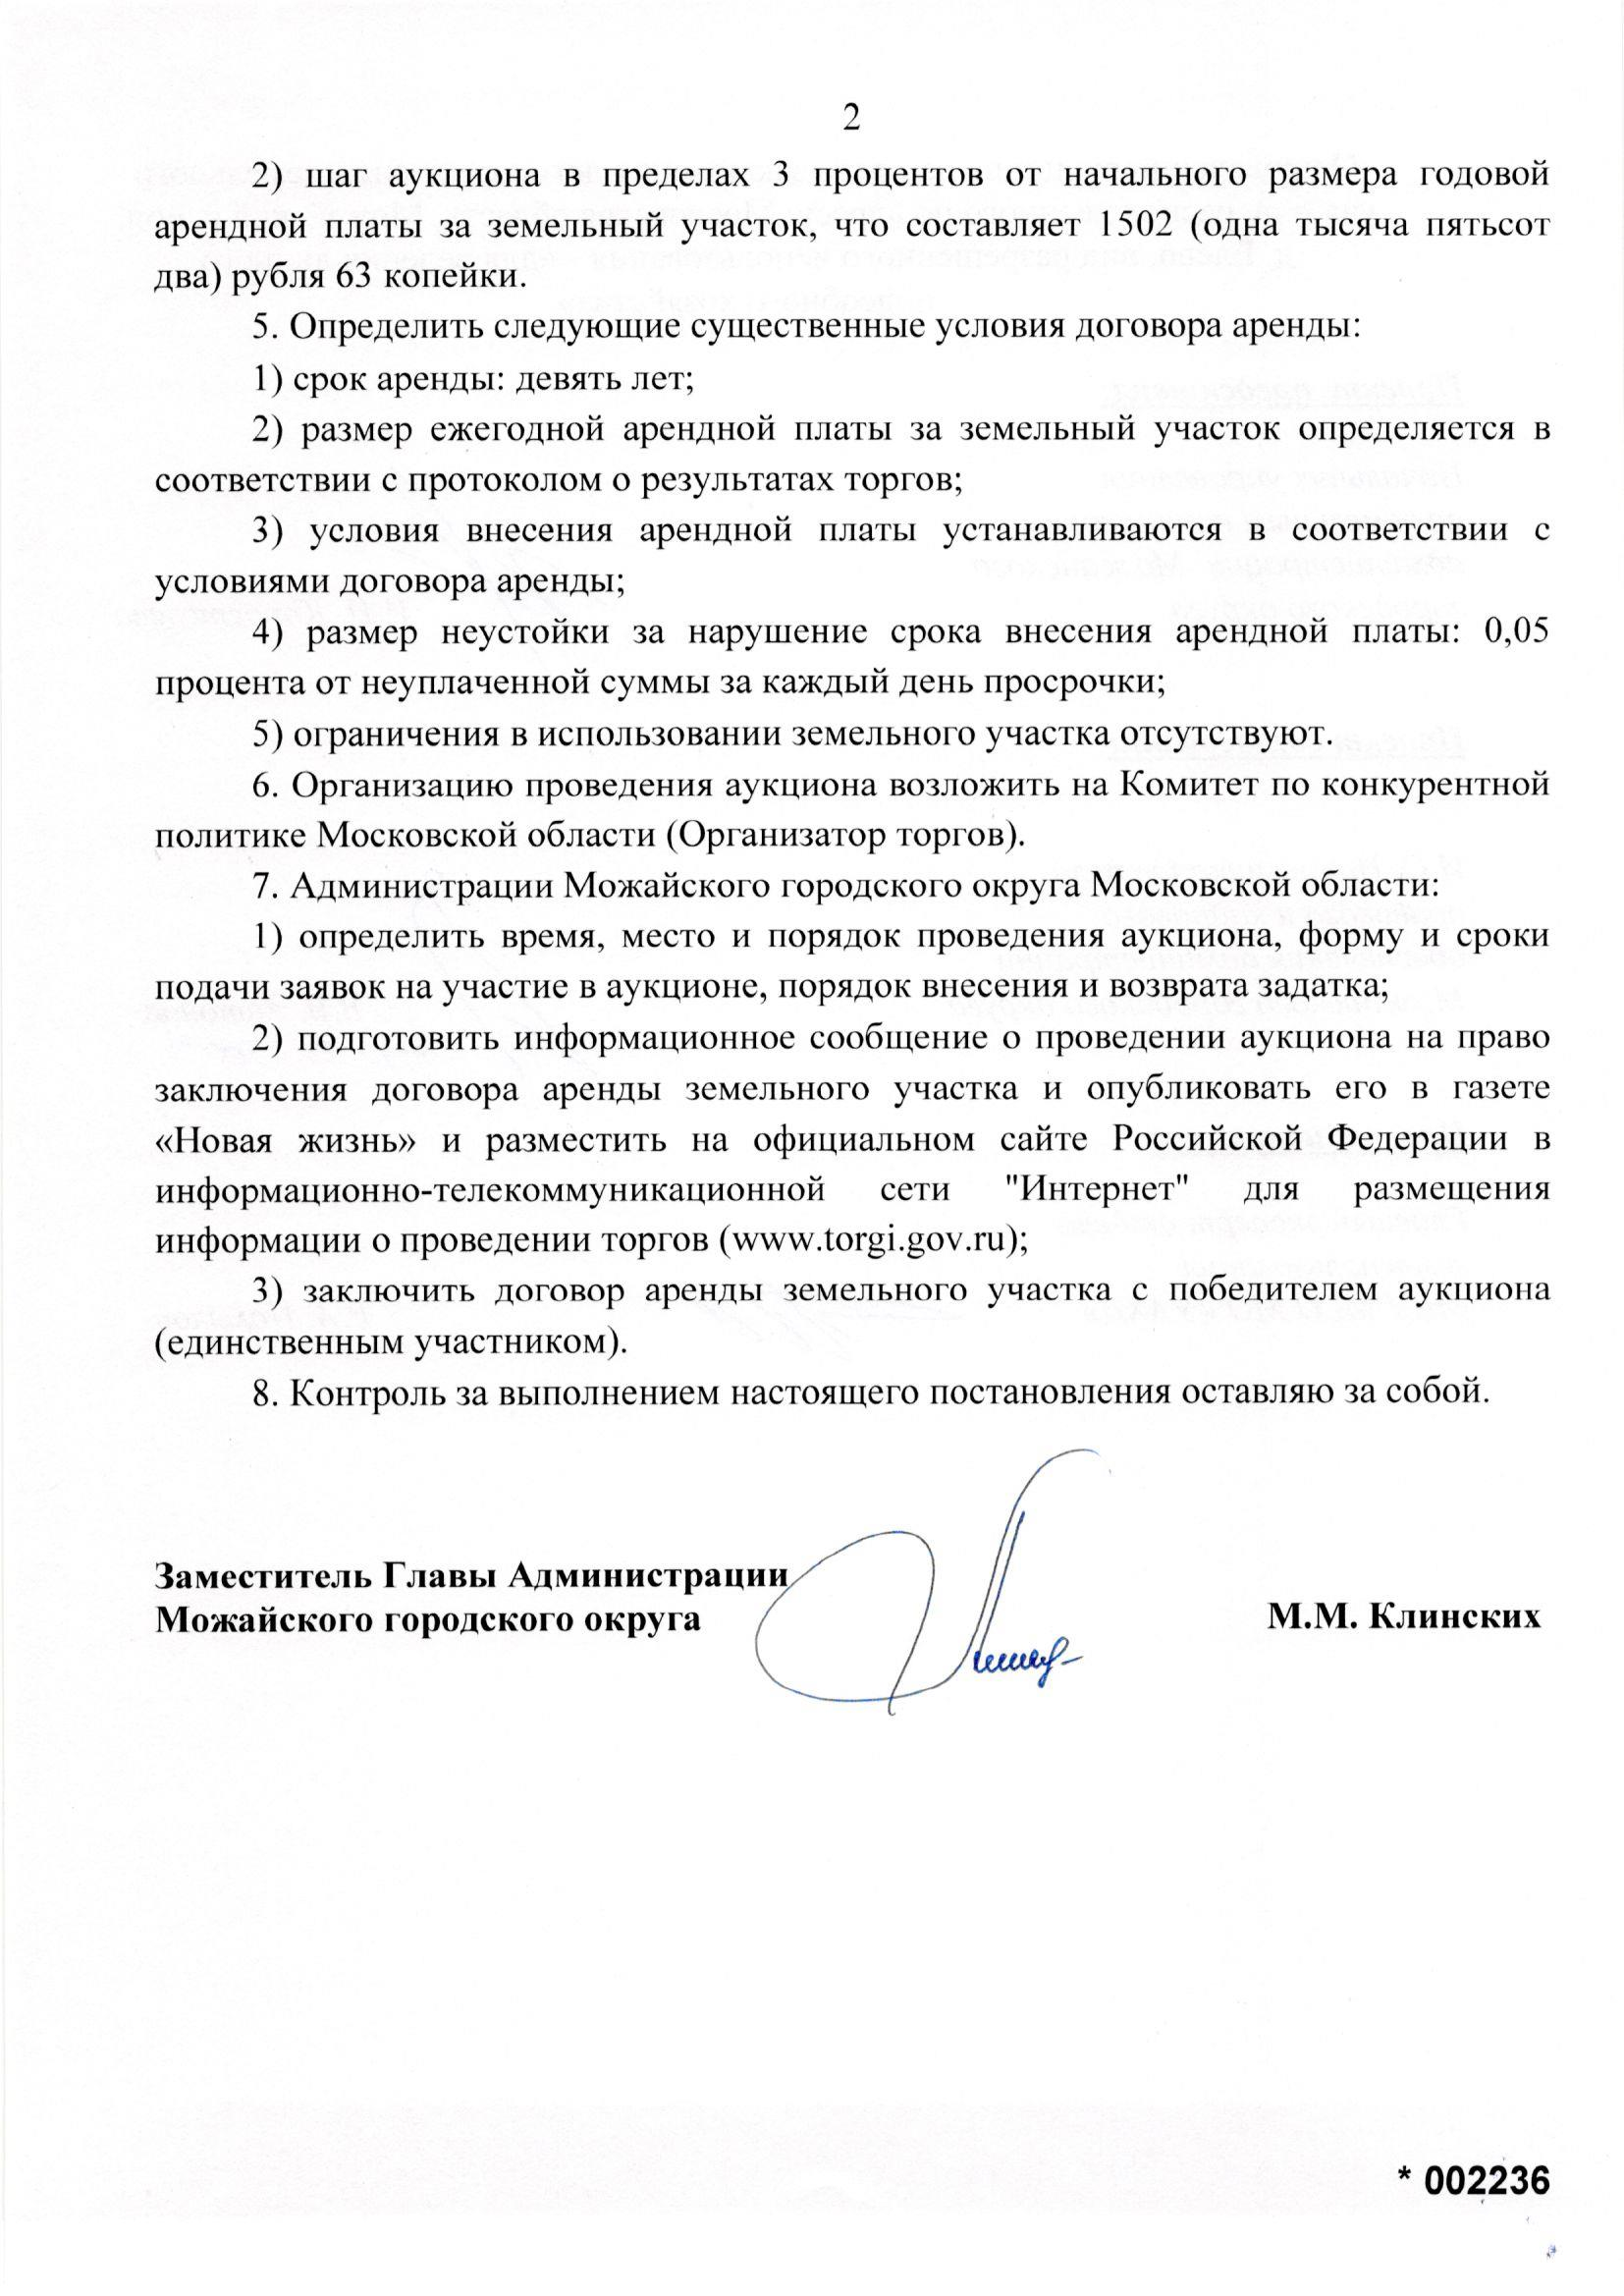 2
2) шаг аукциона в пределах 3 процентов от начального размера годовой
арендной платы за земельный участок, что составляет 1502 (одна тысяча пятьсот
два) рубля 63 копейки.
5. Определить следующие существенные условия договора аренды:
1) срок аренды: девять лет;
2) размер ежегодной арендной платы за земельный участок определяется в
соответствии с протоколом о результатах торгов;
3) условия внесения арендной платы устанавливаются в соответствии с
условиями договора аренды;
4) размер неустойки за нарушение срока внесения арендной платы: 0,05
процента от неуплаченной суммы за каждый день просрочки;
5) ограничения в использовании земельного участка отсутствуют.
6. Организацию проведения аукциона возложить на Комитет по конкурентной
политике Московской области (Организатор торгов).
7. Администрации Можайского городского округа Московской области:
1) определить время, место и порядок проведения аукциона, форму и сроки
подачи заявок на участие в аукционе, порядок внесения и возврата задатка;
2) подготовить информационное сообщение о проведении аукциона на право
заключения договора аренды земельного участка и опубликовать его в газете
«Новая жизнь» и разместить на официальном сайте Российской Федерации в
информационно-телекоммуникационной сети "Интернет" для размещения
информации о проведении торгов (www.torgi.gov.ru);
3) заключить договор аренды земельного участка с победителем аукциона
(единственным участником).
8. Контроль за выполнением настоящего постановления оставляю за собой.
Заместитель Главы Администрации
Можайского городского округа М.М. Клинских
* 002236